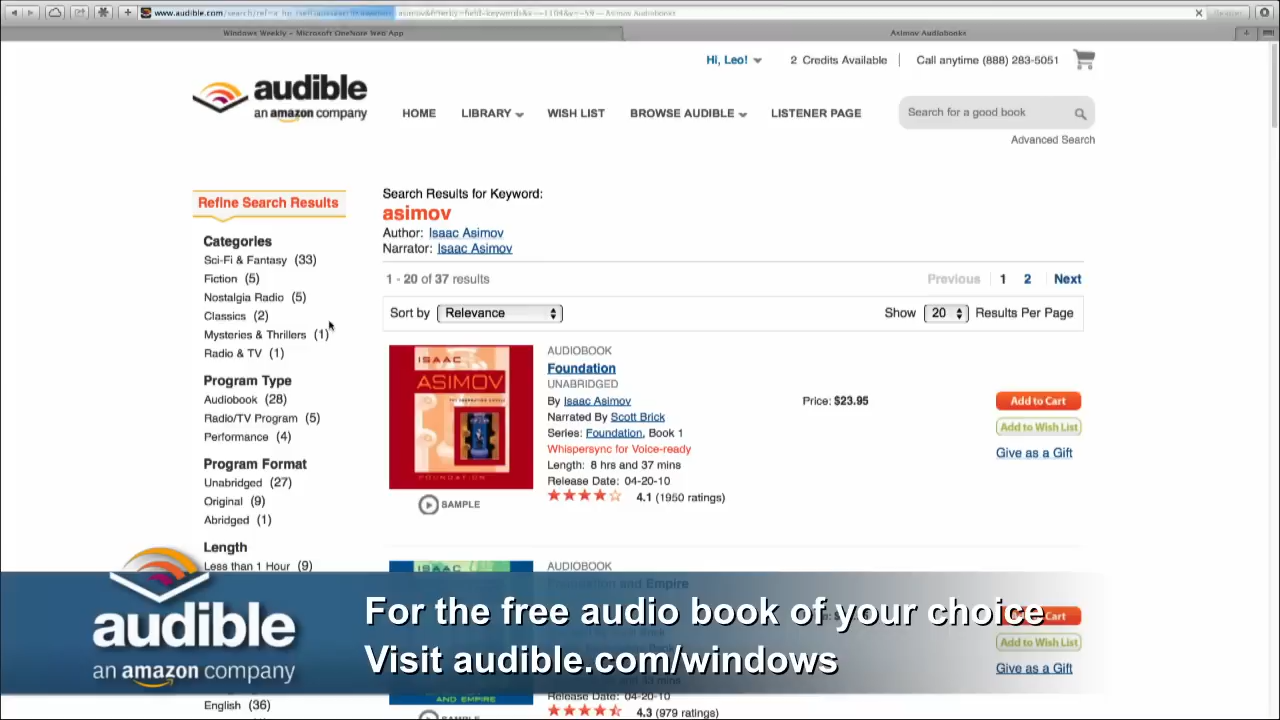 www.audible.com
Windows Weekly – Microsoft OneNote Web App
Asimov Audiobooks
Hi, Leo!
2 Credits Available
Call anytime (888) 283-5051
audible
an amazon company
HOME
LIBRARY
WISH LIST
BROWSE AUDIBLE
LISTENER PAGE
Search for a good book
Advanced Search
Refine Search Results
Categories
Sci-Fi & Fantasy (33)
Fiction (5)
Nostalgia Radio (5)
Classics (2)
Mysteries & Thrillers (1)
Radio & TV (1)
Program Type
Audiobook (28)
Radio/TV Program (5)
Performance (4)
Program Format
Unabridged (27)
Original (9)
Abridged (1)
Length
Less than 1 Hour (9)
English (36)
Search Results for Keyword:
asimov
Author: Isaac Asimov
Narrator: Isaac Asimov
1 - 20 of 37 results
Previous 1 2 Next
Sort by Relevance
Show 20 Results Per Page
ISAAC
ASIMOV
FOUNDATION
SAMPLE
AUDIOBOOK
Foundation
UNABRIDGED
By Isaac Asimov
Narrated By Scott Brick
Series: Foundation, Book 1
Whispersync for Voice-ready
Length: 8 hrs and 37 mins
Release Date: 04-20-10
4.1 (1950 ratings)
Price: $23.95
Add to Cart
Add to Wish List
Give as a Gift
ISAAC
AND EMPIRE
AUDIOBOOK
Foundation and Empire
Release Date: 04-20-10
4.3 (979 ratings)
Cart
Add to Wish List
Give as a Gift
audible
an amazon company
For the free audio book of your choice
Visit audible.com/windows